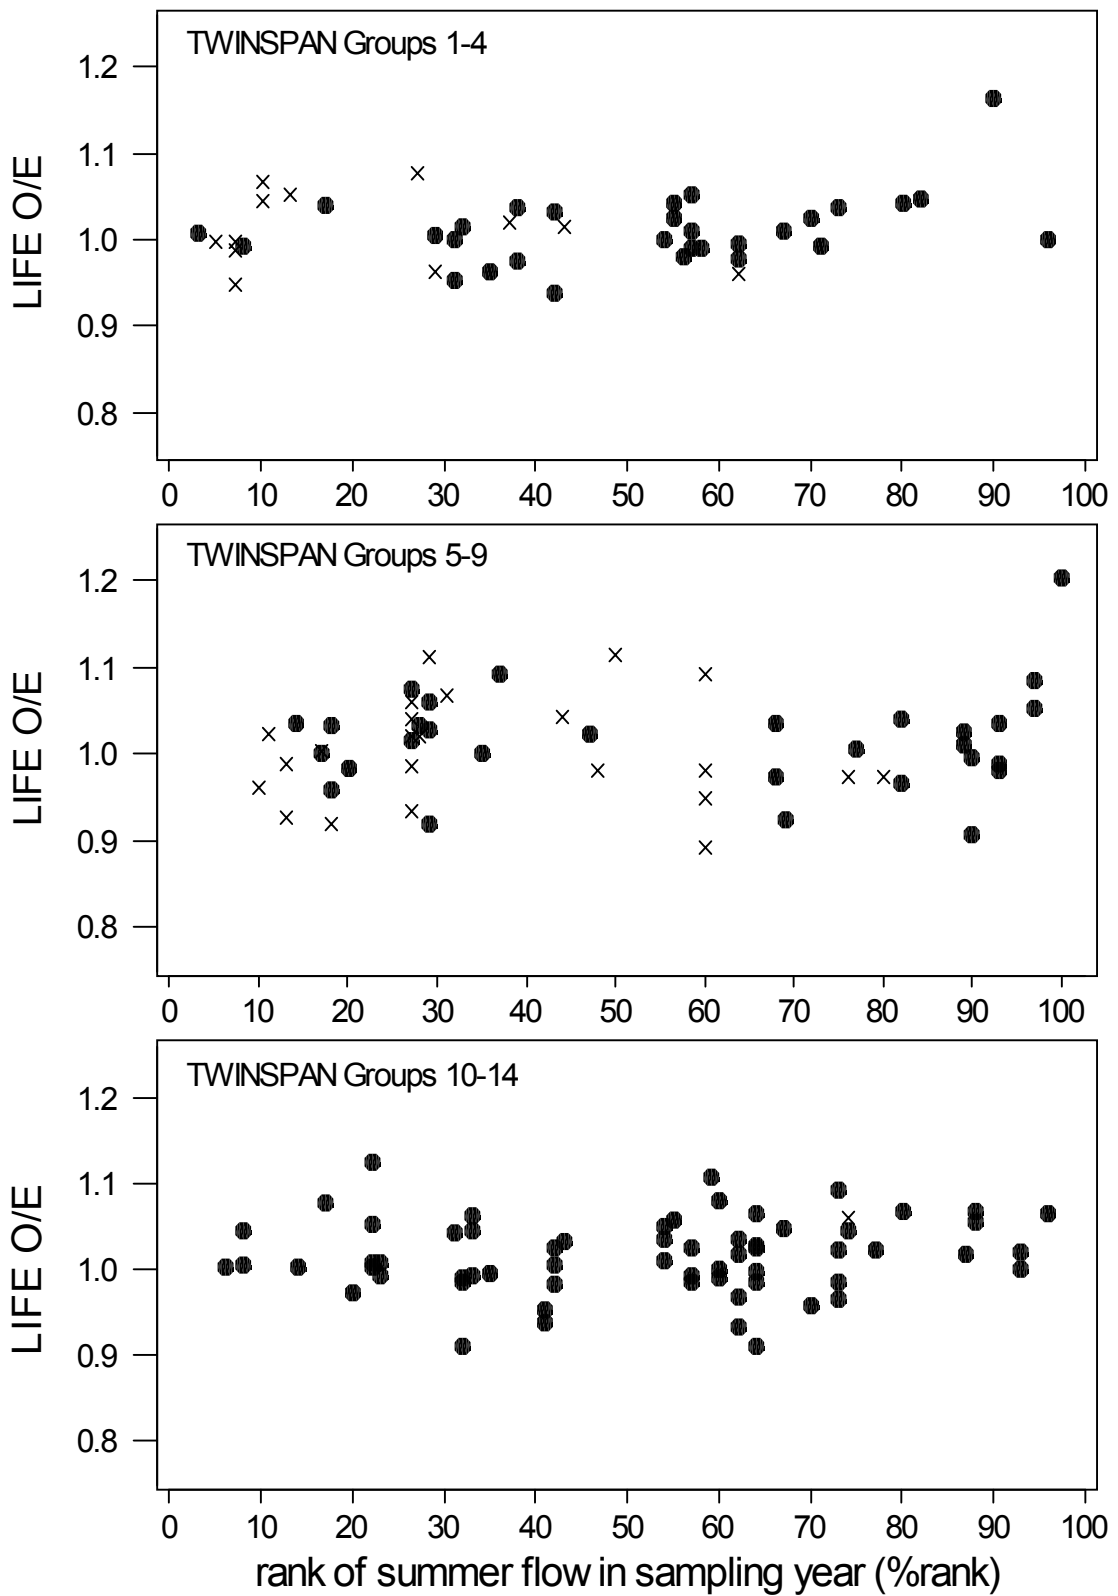 TWINSPAN Groups 1-4
1.2
1.1
1.0
0.9
0.8
LIFE O/E
0 10 20 30 40 50 60 70 80 90 100
TWINSPAN Groups 5-9
1.2
1.1
1.0
0.9
0.8
LIFE O/E
0 10 20 30 40 50 60 70 80 90 100
TWINSPAN Groups 10-14
1.2
1.1
1.0
0.9
0.8
LIFE O/E
0 10 20 30 40 50 60 70 80 90 100
rank of summer flow in sampling year (%rank)